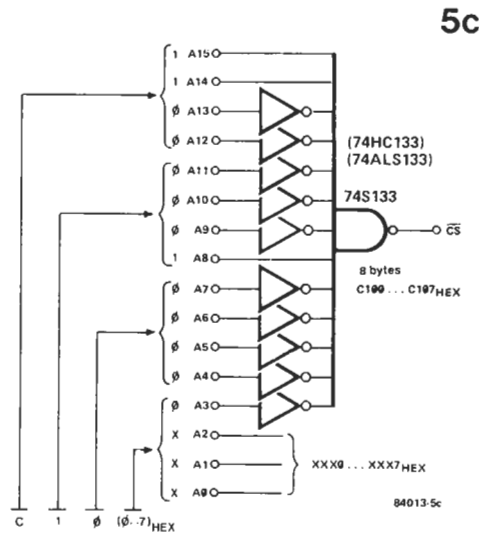 5c
1 A15
1 A14
ø A13
ø A12
(74HC133)
(74ALS133)
ø A11
ø A10
74S133
ø A9
CS
1 A8
8 bytes
ø A7
C100 . . . C107HEX
ø A6
ø A5
ø A4
ø A3
X A2
X A1
XXX0 . . . XXX7HEX
X A0
84013-5c
C 1 ø (ø..7)HEX